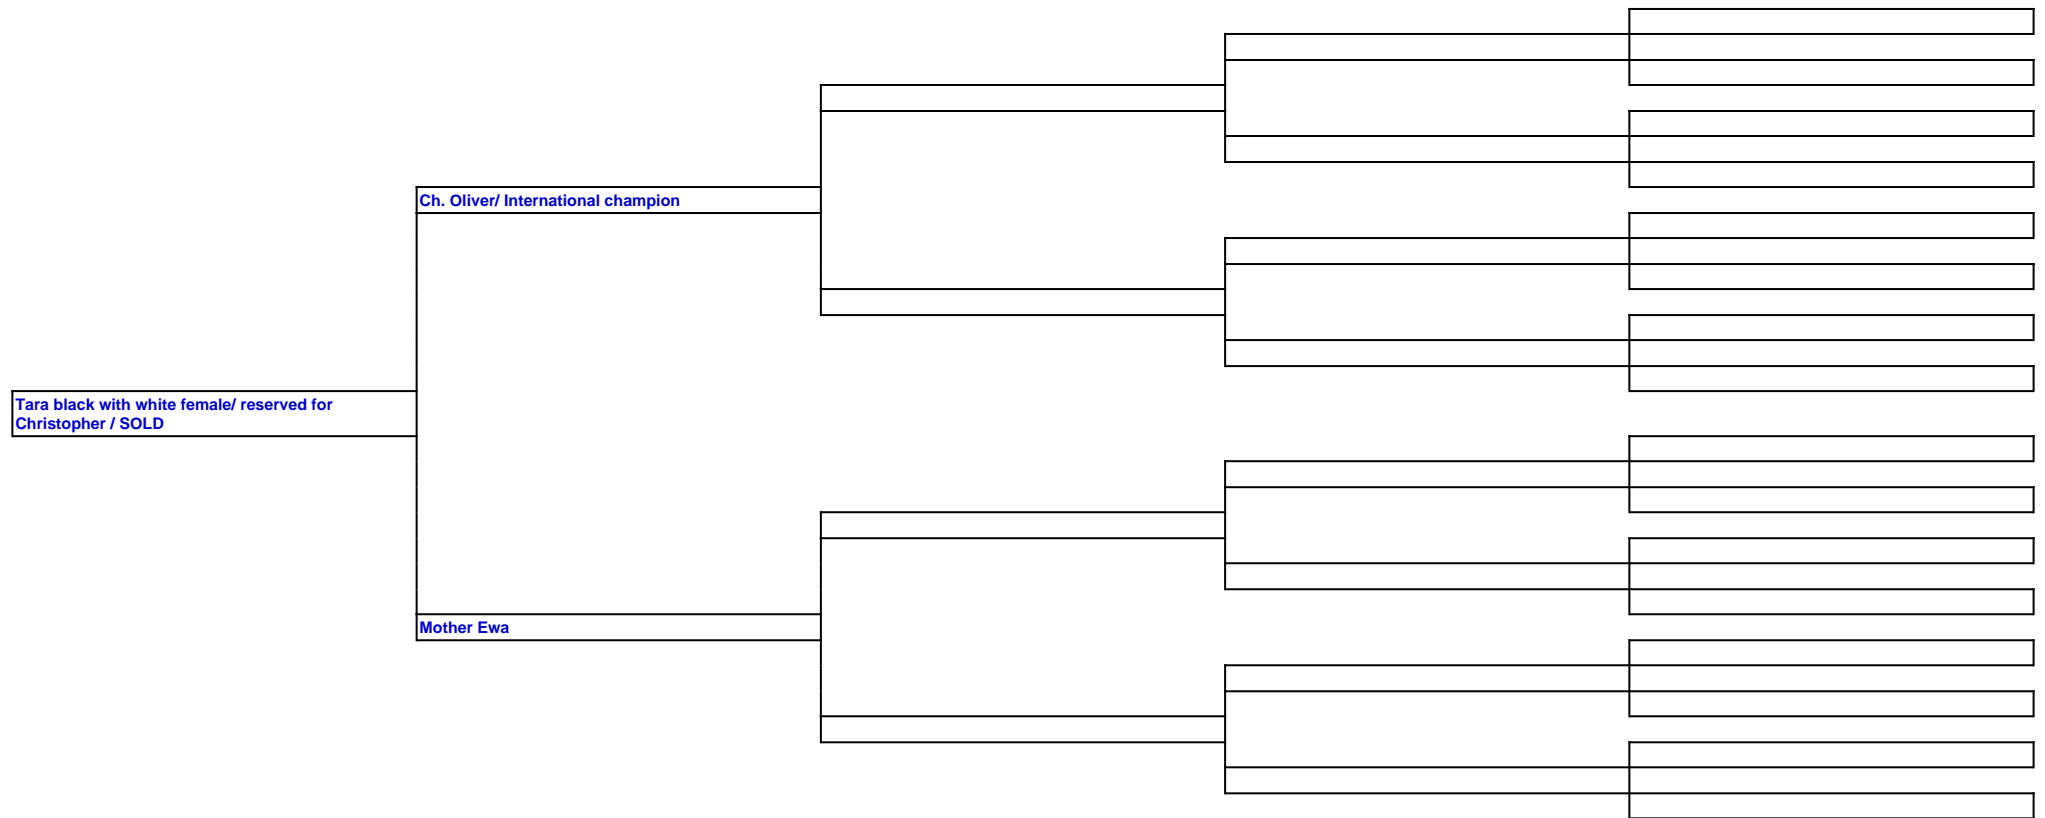 Ch. Oliver/ International champion
Tara black with white female/ reserved for
Christopher / SOLD
Mother Ewa